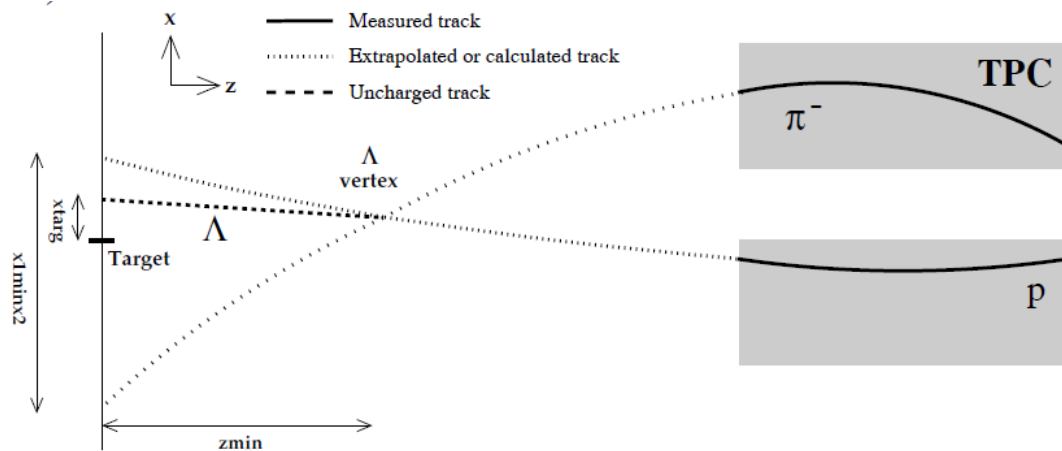 x
z
Measured track
Extrapolated or calculated track
Uncharged track
TPC
π⁻
Λ
vertex
xtarg
Λ
Target
x1minx2
p
zmin